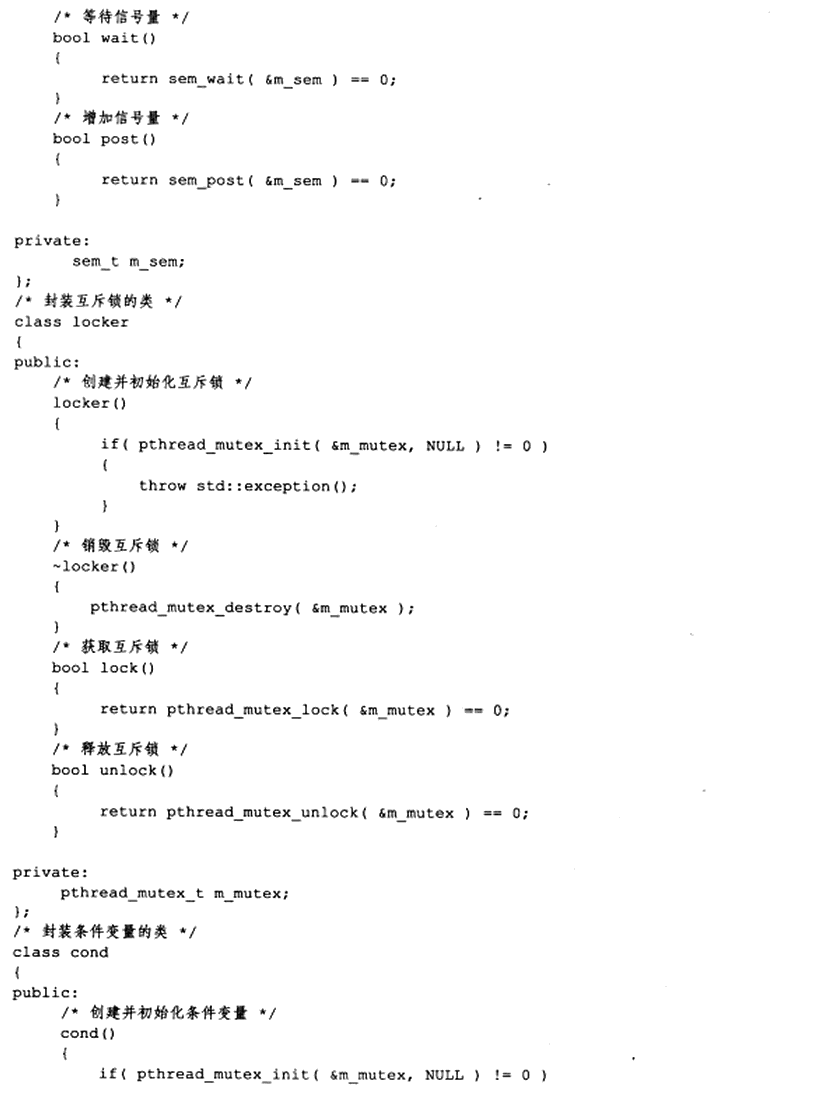 /* 等待信号量 */
bool wait()
{
return sem_wait( &m_sem ) == 0;
}
/* 增加信号量 */
bool post()
{
return sem_post( &m_sem ) == 0;
}
private:
sem_t m_sem;
};
/* 封装互斥锁的类 */
class locker
{
public:
/* 创建并初始化互斥锁 */
locker()
{
if( pthread_mutex_init( &m_mutex, NULL ) != 0 )
{
throw std::exception();
}
}
/* 销毁互斥锁 */
~locker()
{
pthread_mutex_destroy( &m_mutex );
}
/* 获取互斥锁 */
bool lock()
{
return pthread_mutex_lock( &m_mutex ) == 0;
}
/* 释放互斥锁 */
bool unlock()
{
return pthread_mutex_unlock( &m_mutex ) == 0;
}
private:
pthread_mutex_t m_mutex;
};
/* 封装条件变量的类 */
class cond
{
public:
/* 创建并初始化条件变量 */
cond()
{
if( pthread_mutex_init( &m_mutex, NULL ) != 0 )